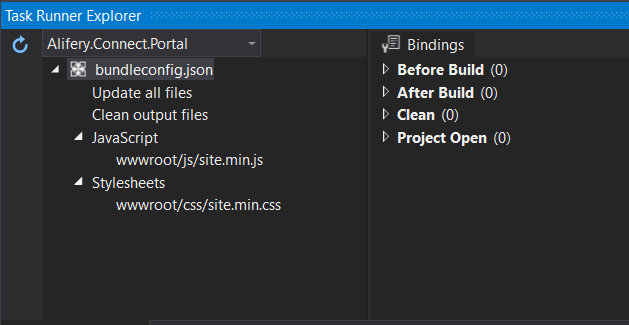 Task Runner Explorer
Alifery.Connect.Portal
bundleconfig.json
Update all files
Clean output files
JavaScript
wwwroot/js/site.min.js
Stylesheets
wwwroot/css/site.min.css
Bindings
Before Build (0)
After Build (0)
Clean (0)
Project Open (0)